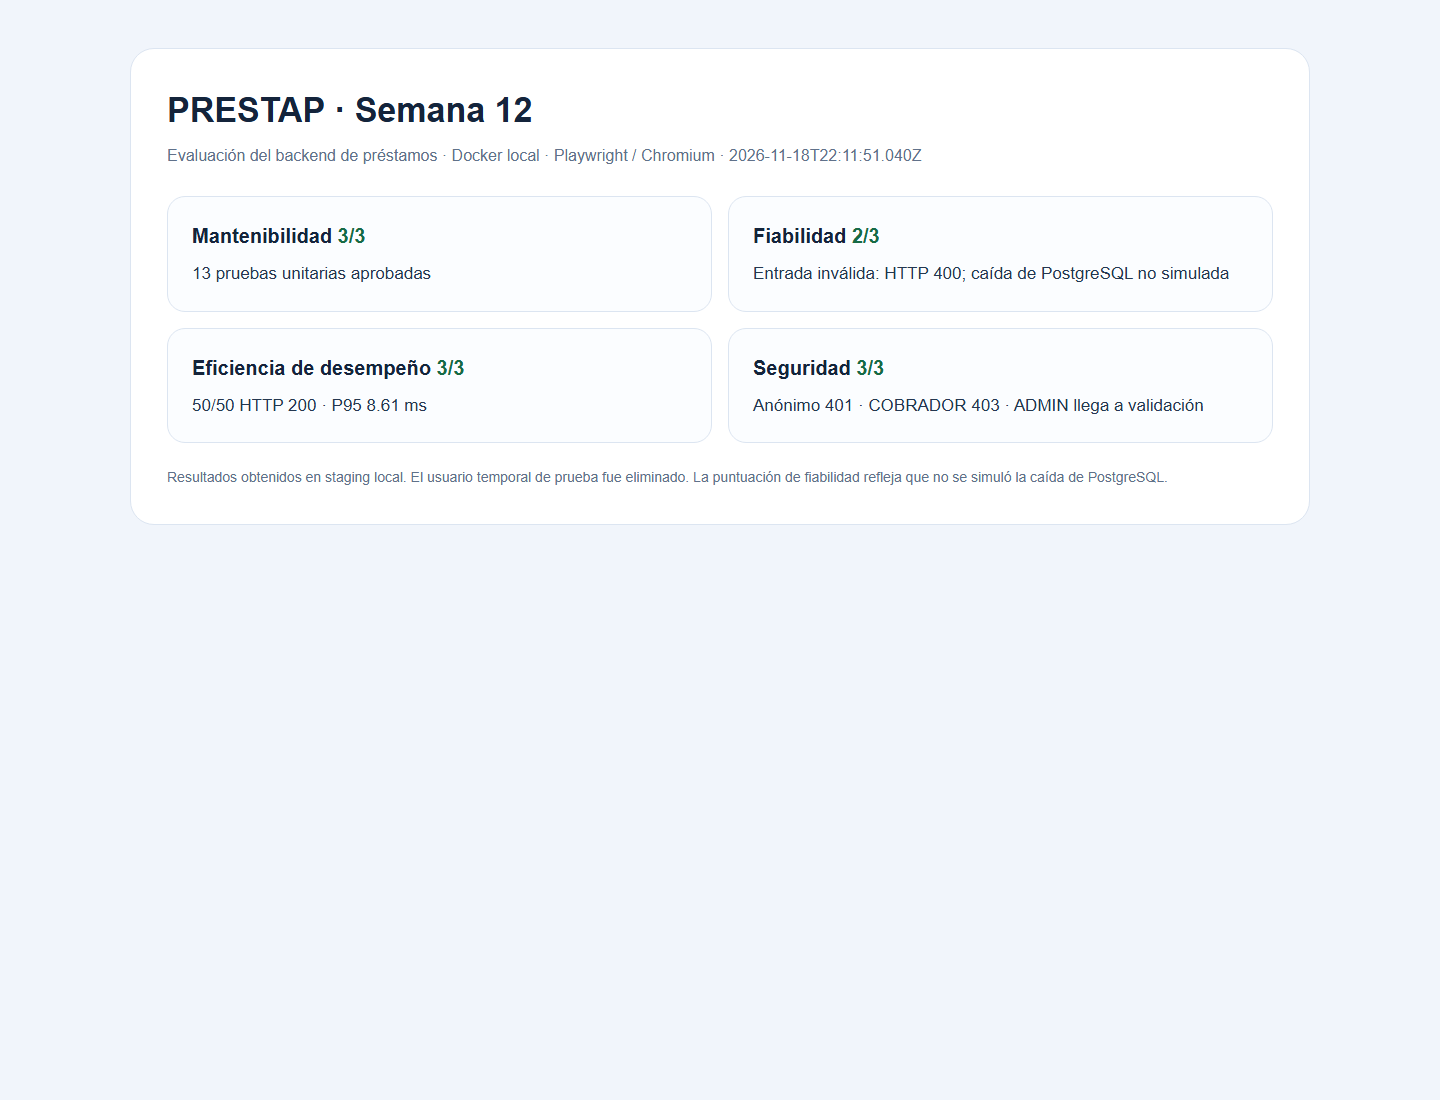 PRESTAP · Semana 12
Evaluación del backend de préstamos · Docker local · Playwright / Chromium · 2026-11-18T22:11:51.040Z
Mantenibilidad 3/3
13 pruebas unitarias aprobadas
Fiabilidad 2/3
Entrada inválida: HTTP 400; caída de PostgreSQL no simulada
Eficiencia de desempeño 3/3
50/50 HTTP 200 · P95 8.61 ms
Seguridad 3/3
Anónimo 401 · COBRADOR 403 · ADMIN llega a validación
Resultados obtenidos en staging local. El usuario temporal de prueba fue eliminado. La puntuación de fiabilidad refleja que no se simuló la caída de PostgreSQL.